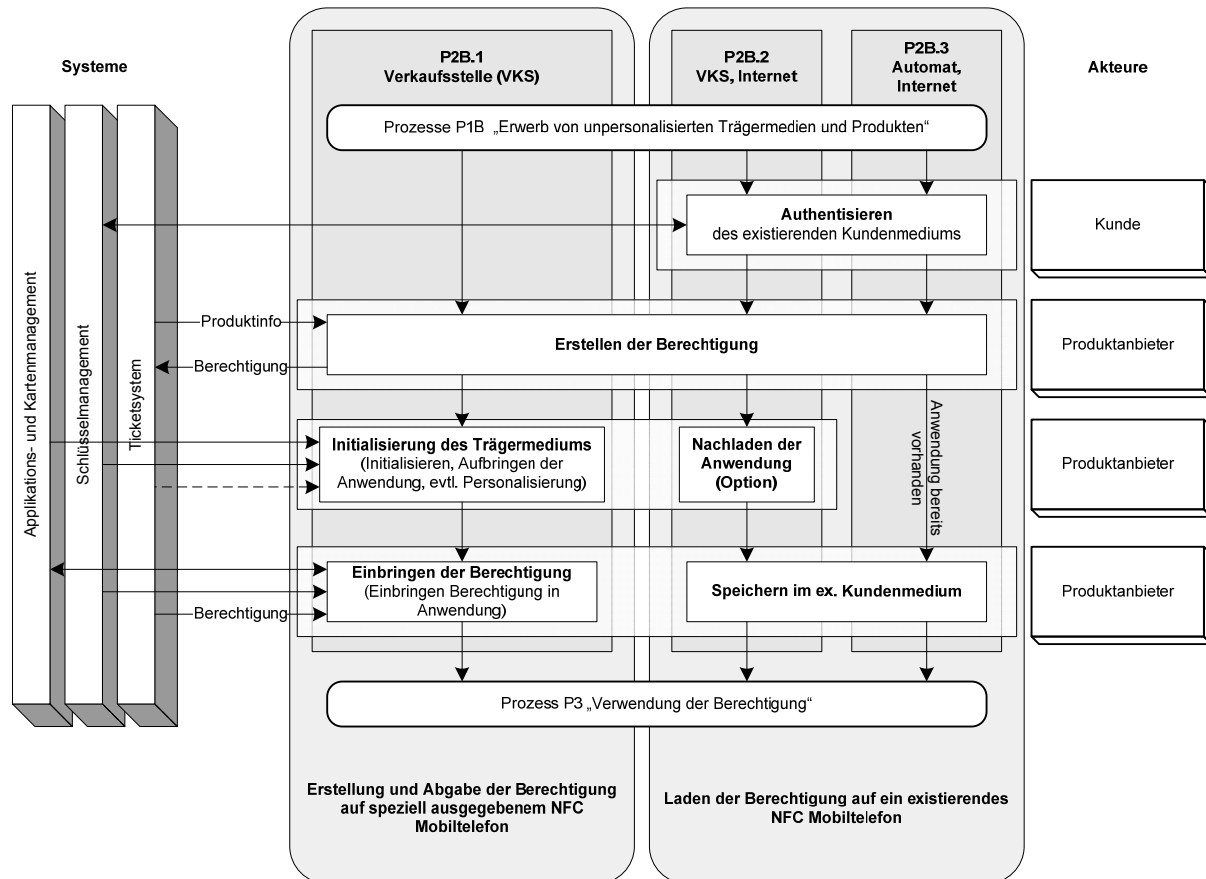 Systeme
P2B.1
Verkaufsstelle (VKS)
P2B.2
VKS, Internet
P2B.3
Automat,
Internet
Akteure
Prozesse P1B „Erwerb von unpersonalisierten Trägermedien und Produkten“
Authentisieren
des existierenden Kundenmediums
Kunde
Applikations- und Kartenmanagement
Schlüsselmanagement
Ticketsystem
Produktinfo
Berechtigung
Erstellen der Berechtigung
Produktanbieter
Initialisierung des Trägermediums
(Initialisieren, Aufbringen der
Anwendung, evtl. Personalisierung)
Nachladen der
Anwendung
(Option)
Anwendung bereits
vorhanden
Produktanbieter
Berechtigung
Einbringen der Berechtigung
(Einbringen Berechtigung in
Anwendung)
Speichern im ex. Kundenmedium
Produktanbieter
Prozess P3 „Verwendung der Berechtigung“
Erstellung und Abgabe der Berechtigung
auf speziell ausgegebenem NFC
Mobiltelefon
Laden der Berechtigung auf ein existierendes
NFC Mobiltelefon